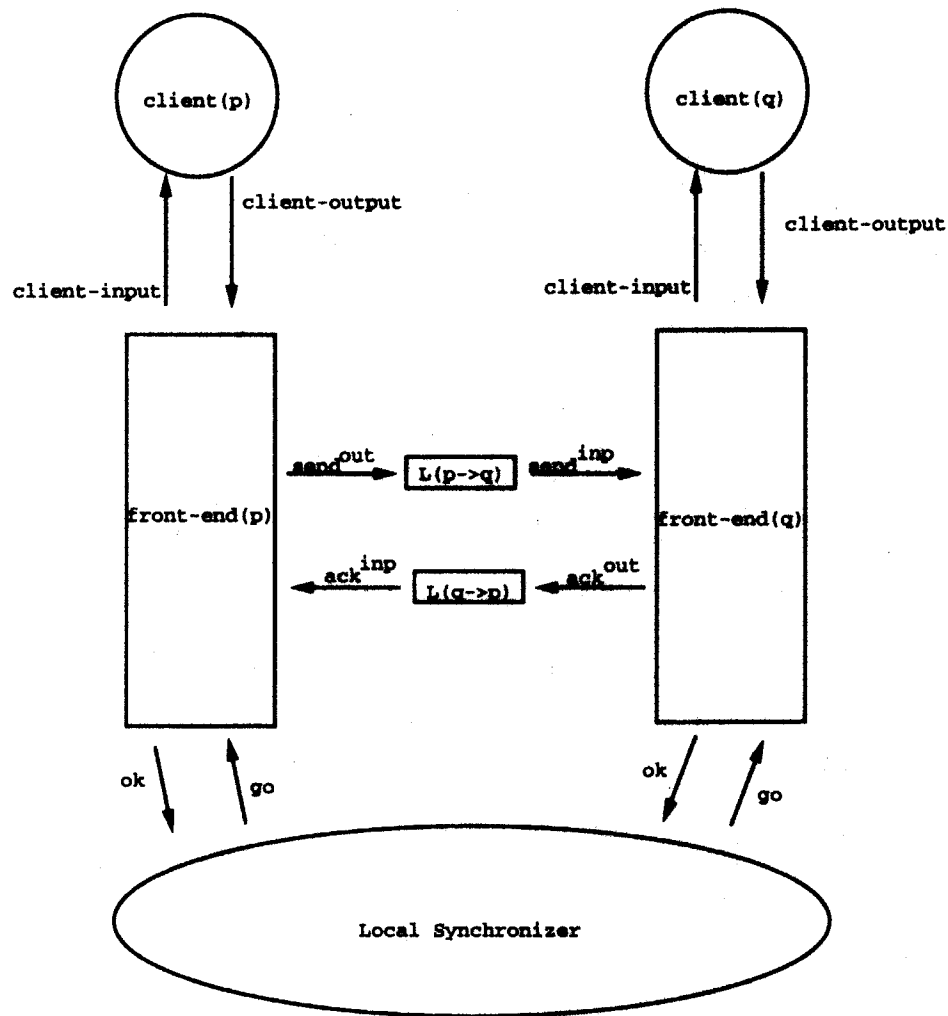 client(p)
client(q)
client-output
client-output
client-input
client-input
send^out
L(p->q)
send^inp
front-end(p)
front-end(q)
ack^inp
L(q->p)
ack^out
ok
go
ok
go
Local Synchronizer